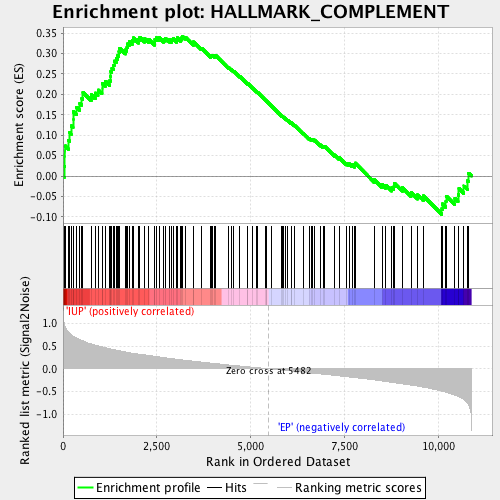 Enrichment plot: HALLMARK_COMPLEMENT
Enrichment score (ES)
0.35
0.30
0.25
0.20
0.15
0.10
0.05
0.00
-0.05
-0.10
Ranked list metric (Signal2Noise)
1.0
0.5
0.0
-0.5
-1.0
'IUP' (positively correlated)
Zero cross at 5482
'EP' (negatively correlated)
0
2,500
5,000
7,500
10,000
Rank in Ordered Dataset
Enrichment profile
Hits
Ranking metric scores